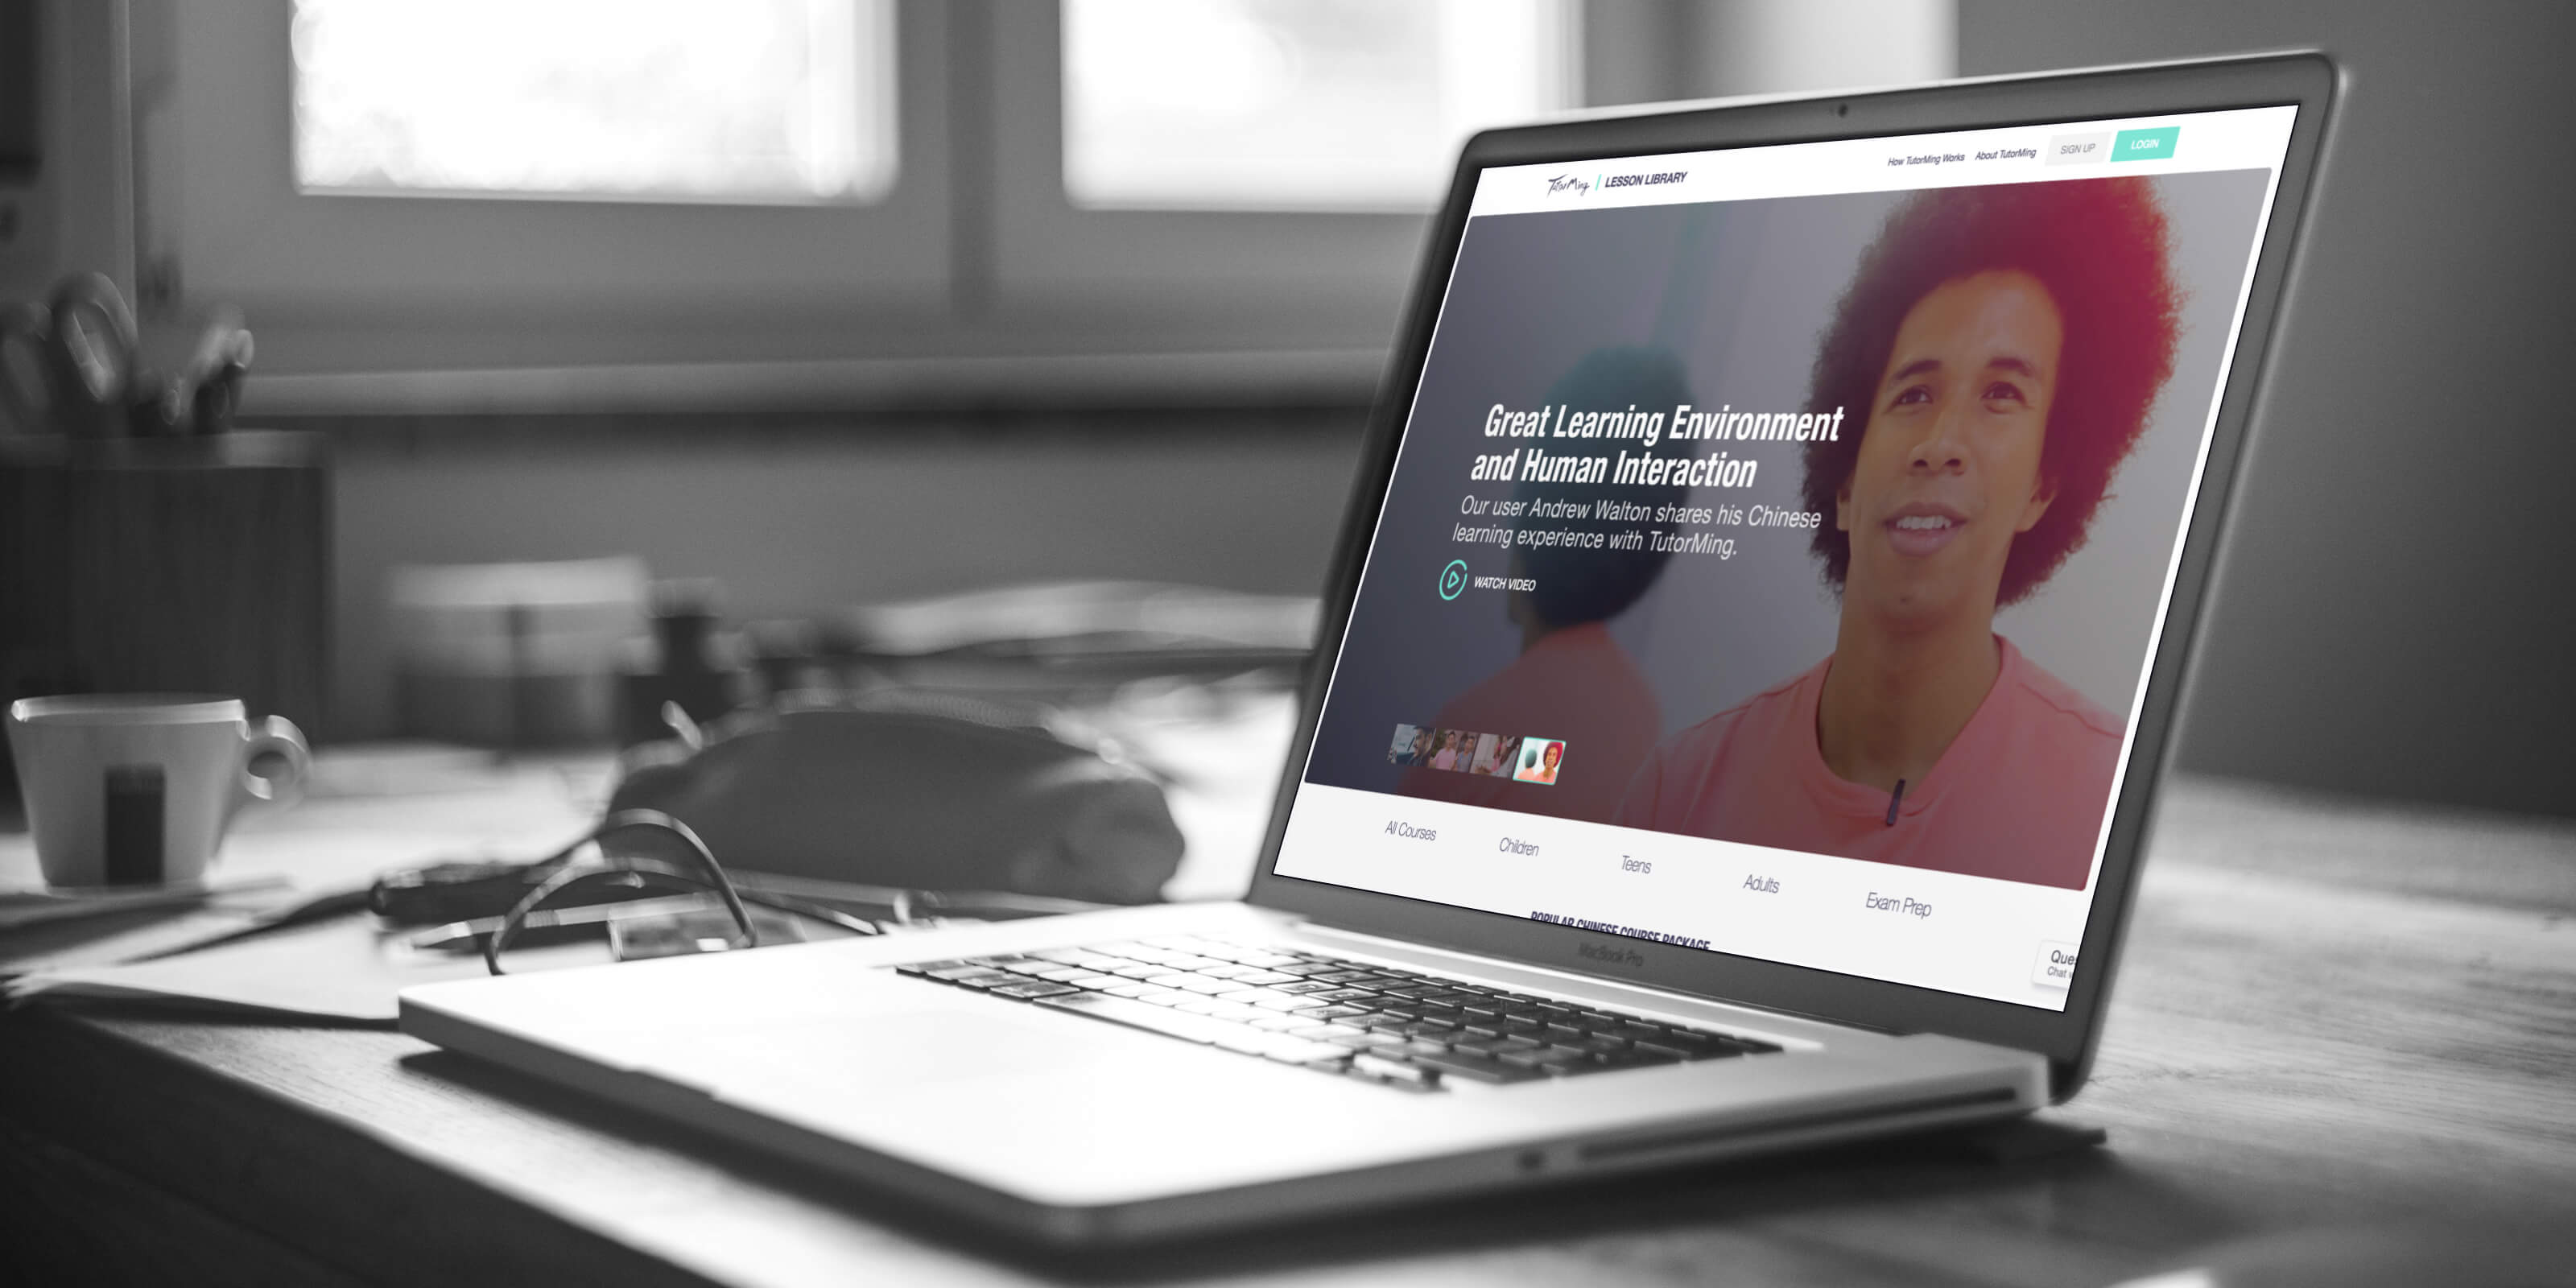 TutorMing | LESSON LIBRARY
How TutorMing Works About TutorMing SIGN UP LOGIN
Great Learning Environment
and Human Interaction
Our user Andrew Walton shares his Chinese
learning experience with TutorMing.
WATCH VIDEO
All Courses Children Teens Adults Exam Prep
POPULAR CHINESE COURSE PACKAGE
Chat
MacBook Pro